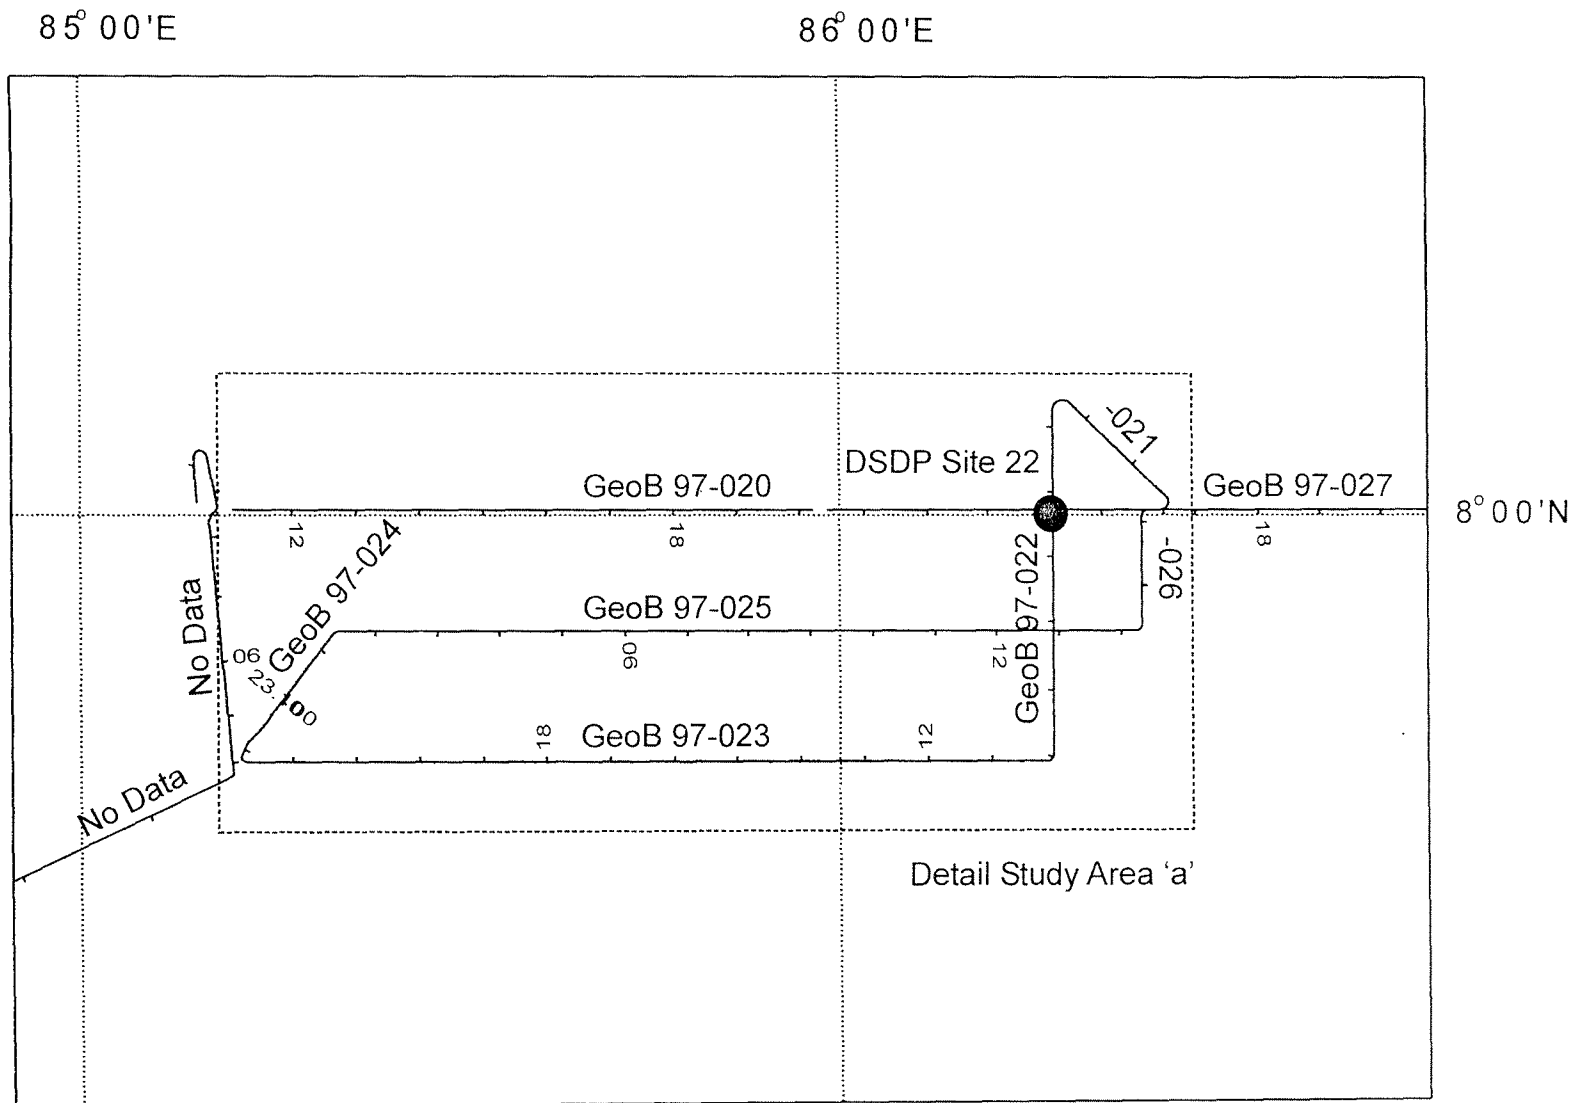 85° 00'E
86° 00'E
-021
DSDP Site 22
GeoB 97-020
GeoB 97-027
8° 00'N
12
18
18
GeoB 97-024
GeoB 97-022
-026
No Data
GeoB 97-025
06
06
12
23.10
00
18
GeoB 97-023
12
No Data
Detail Study Area ‘a’